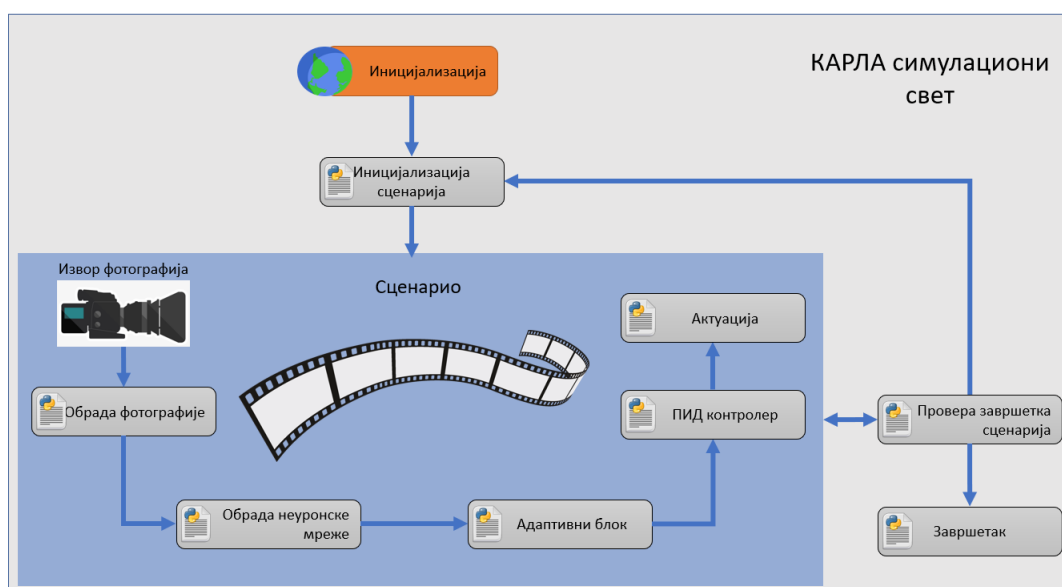 КАРЛА симулациони
свет
Иницијализација
Иницијализација
сценарија
Извор фотографија
Сценарио
Актуација
Обрада фотографије
ПИД контролер
Провера завршетка
сценарија
Обрада неуронске
мреже
Адаптивни блок
Завршетак